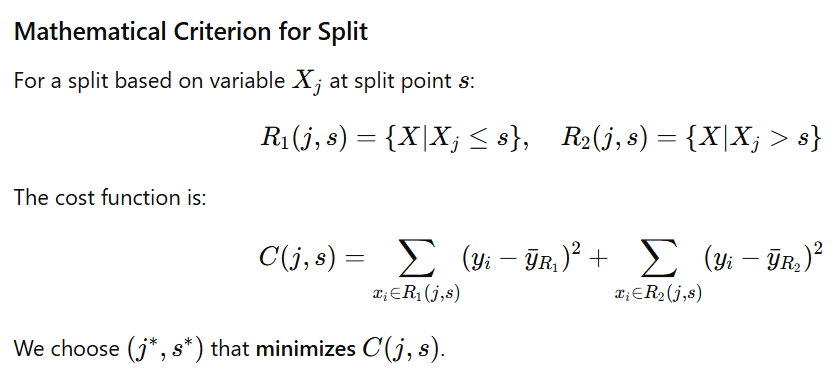 Mathematical Criterion for Split
For a split based on variable $X_j$ at split point $s$:
$R_1(j, s) = \{X | X_j \leq s\}, \quad R_2(j, s) = \{X | X_j > s\}$
The cost function is:
$C(j, s) = \sum_{x_i \in R_1(j,s)} (y_i - \bar{y}_{R_1})^2 + \sum_{x_i \in R_2(j,s)} (y_i - \bar{y}_{R_2})^2$
We choose $(j^*, s^*)$ that minimizes $C(j, s)$.